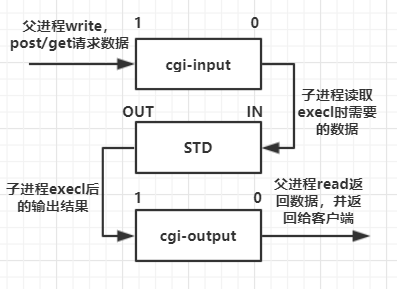 父进程write，
post/get请求数据
1 0
cgi-input
子进程读取
execl时需要
的数据
OUT IN
STD
子进程execl后
的输出结果
1 0
cgi-output
父进程read返
回数据，并返
回给客户端